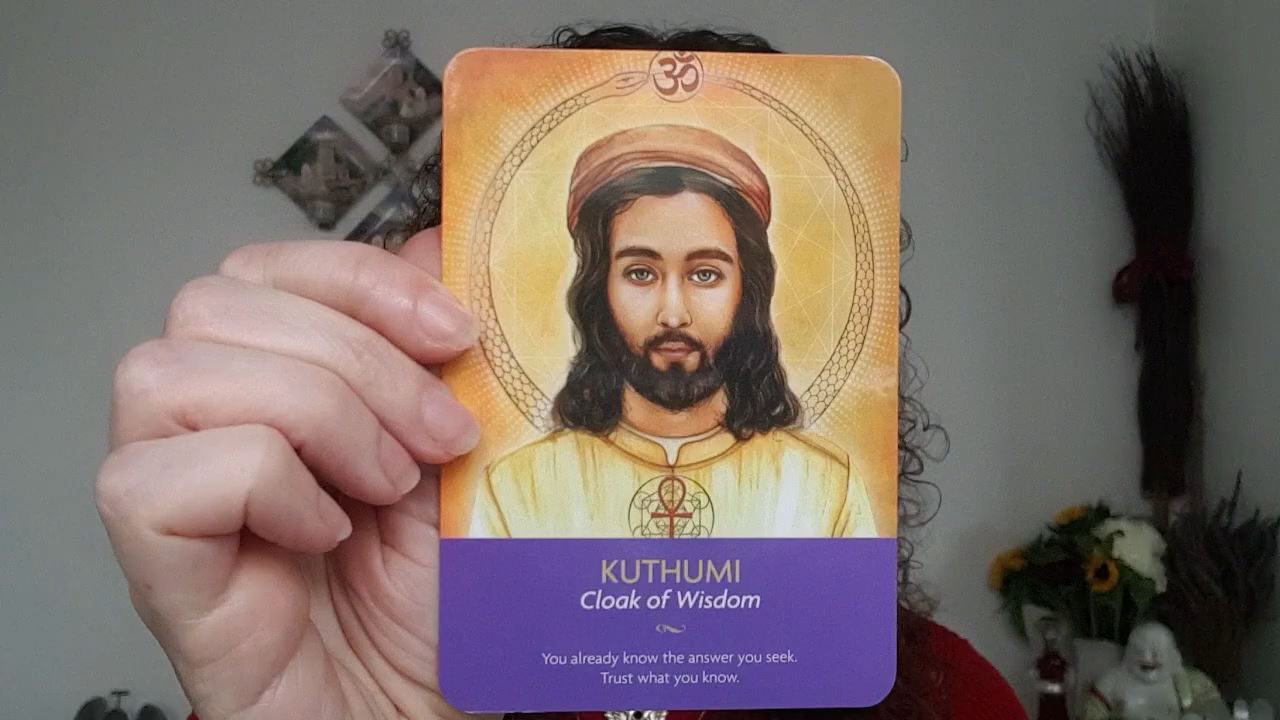 ॐ
KUTHUMI
Cloak of Wisdom
You already know the answer you seek.
Trust what you know.